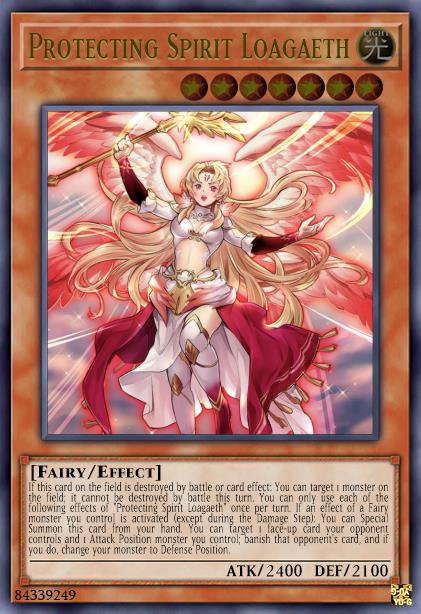 PROTECTING SPIRIT LOAGAETH
LIGHT
光
[FAIRY/EFFECT]
If this card on the field is destroyed by battle or card effect: You can target 1 monster on
the field; it cannot be destroyed by battle this turn. You can only use each of the
following effects of "Protecting Spirit Loagaeth" once per turn. If an effect of a Fairy
monster you control is activated (except during the Damage Step): You can Special
Summon this card from your hand. You can target 1 face-up card your opponent
controls and 1 Attack Position monster you control; banish that opponent's card, and if
you do, change your monster to Defense Position.
ATK/2400 DEF/2100
84339249